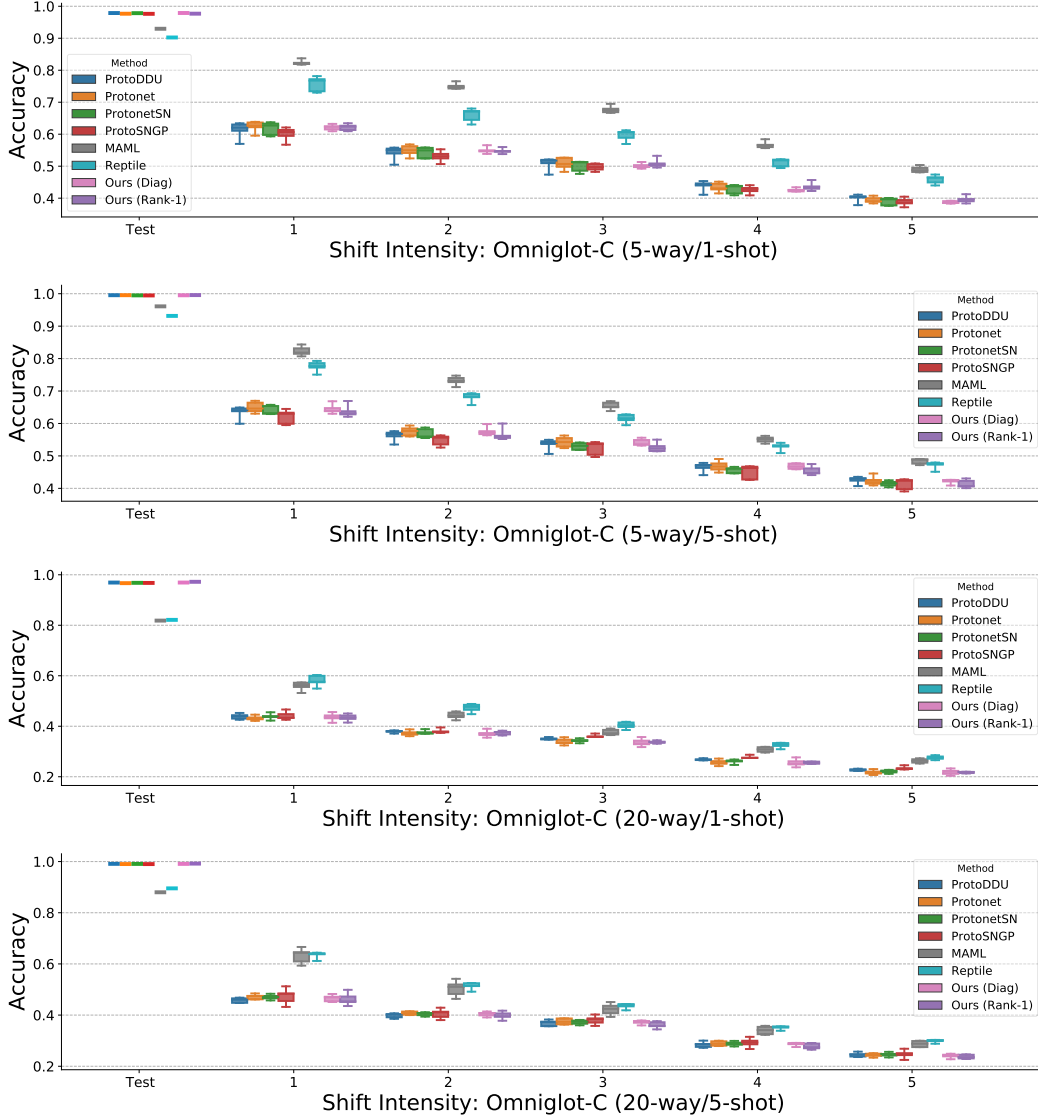 1.0
0.9
0.8
0.7
0.6
0.5
0.4
Accuracy
Method
ProtoDDU
Protonet
ProtonetSN
ProtoSNGP
MAML
Reptile
Ours (Diag)
Ours (Rank-1)
Test 1 2 3 4 5
Shift Intensity: Omniglot-C (5-way/1-shot)
1.0
0.9
0.8
0.7
0.6
0.5
0.4
Accuracy
Method
ProtoDDU
Protonet
ProtonetSN
ProtoSNGP
MAML
Reptile
Ours (Diag)
Ours (Rank-1)
Test 1 2 3 4 5
Shift Intensity: Omniglot-C (5-way/5-shot)
1.0
0.8
0.6
0.4
0.2
Accuracy
Method
ProtoDDU
Protonet
ProtonetSN
ProtoSNGP
MAML
Reptile
Ours (Diag)
Ours (Rank-1)
Test 1 2 3 4 5
Shift Intensity: Omniglot-C (20-way/1-shot)
1.0
0.8
0.6
0.4
0.2
Accuracy
Method
ProtoDDU
Protonet
ProtonetSN
ProtoSNGP
MAML
Reptile
Ours (Diag)
Ours (Rank-1)
Test 1 2 3 4 5
Shift Intensity: Omniglot-C (20-way/5-shot)